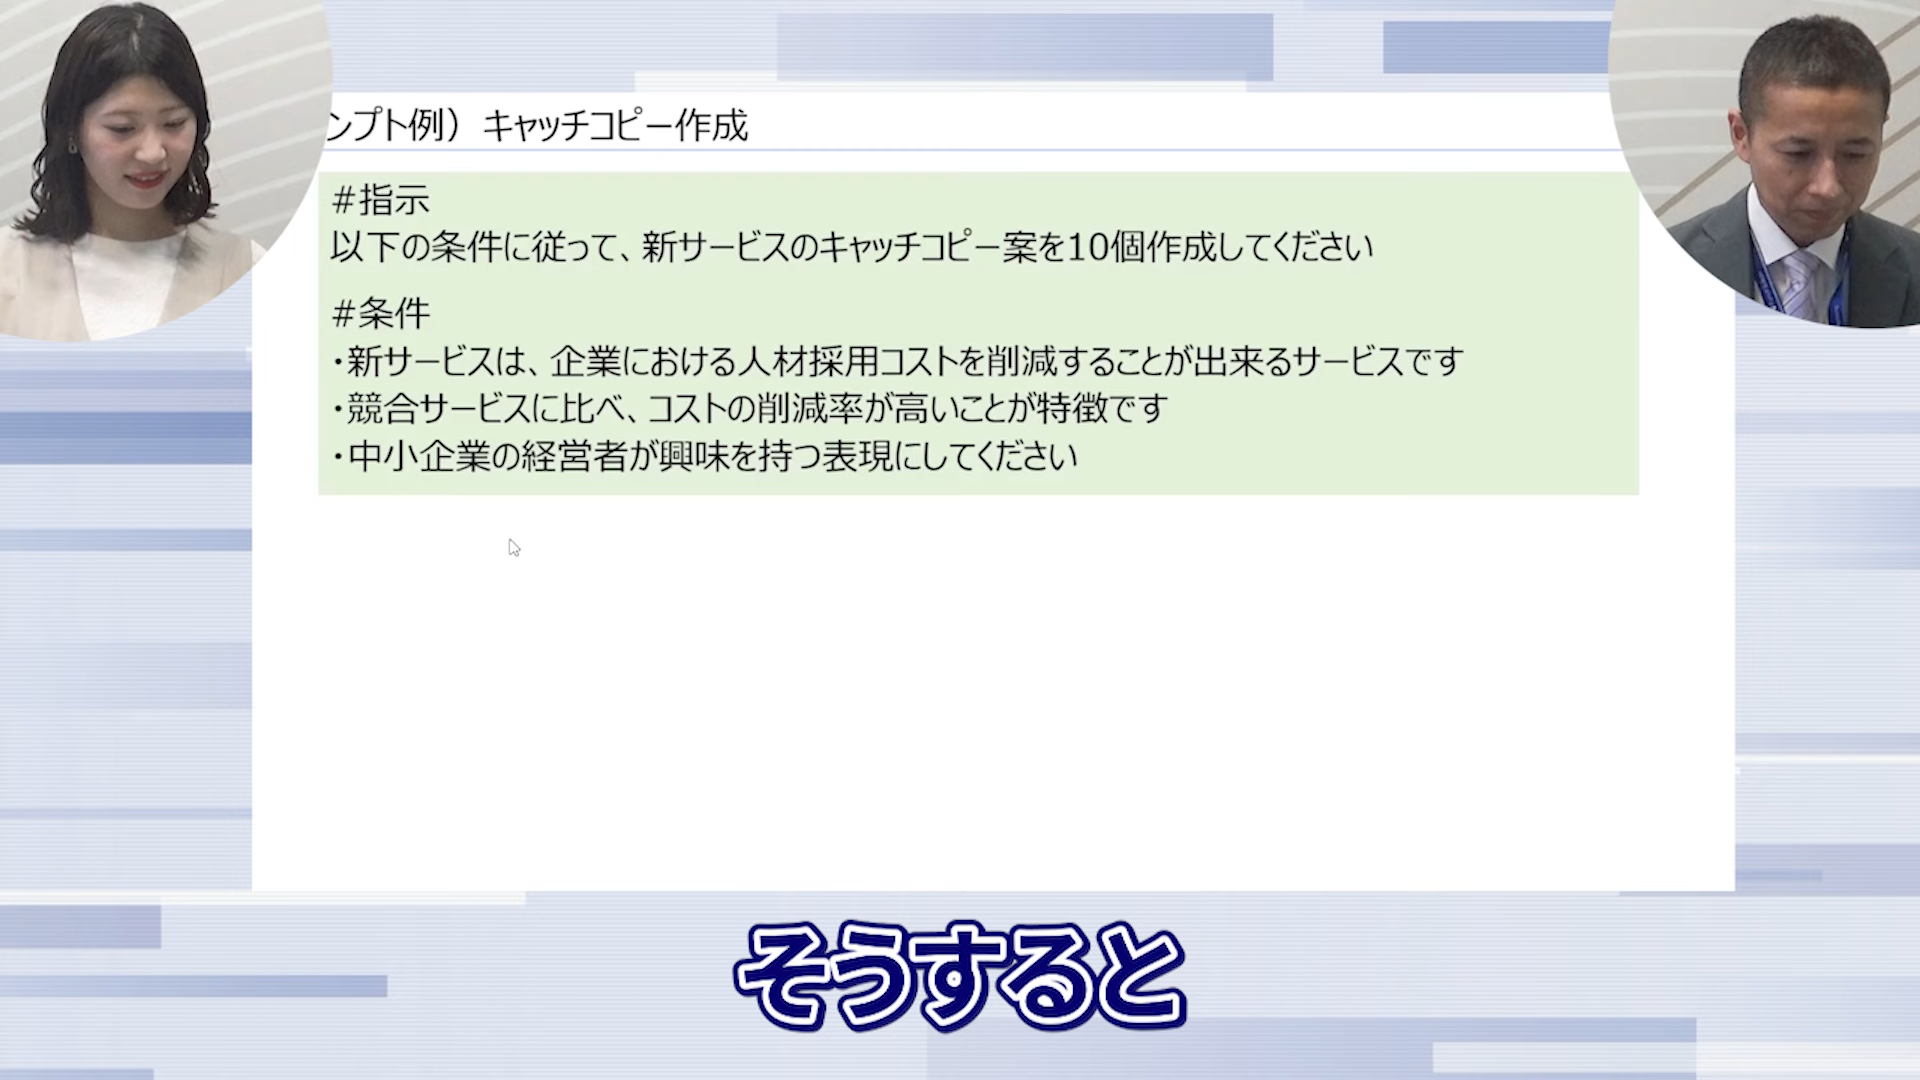 ンプト例） キャッチコピー作成
＃指示
以下の条件に従って、新サービスのキャッチコピー案を10個作成してください
＃条件
・新サービスは、企業における人材採用コストを削減することが出来るサービスです
・競合サービスに比べ、コストの削減率が高いことが特徴です
・中小企業の経営者が興味を持つ表現にしてください
そうすると